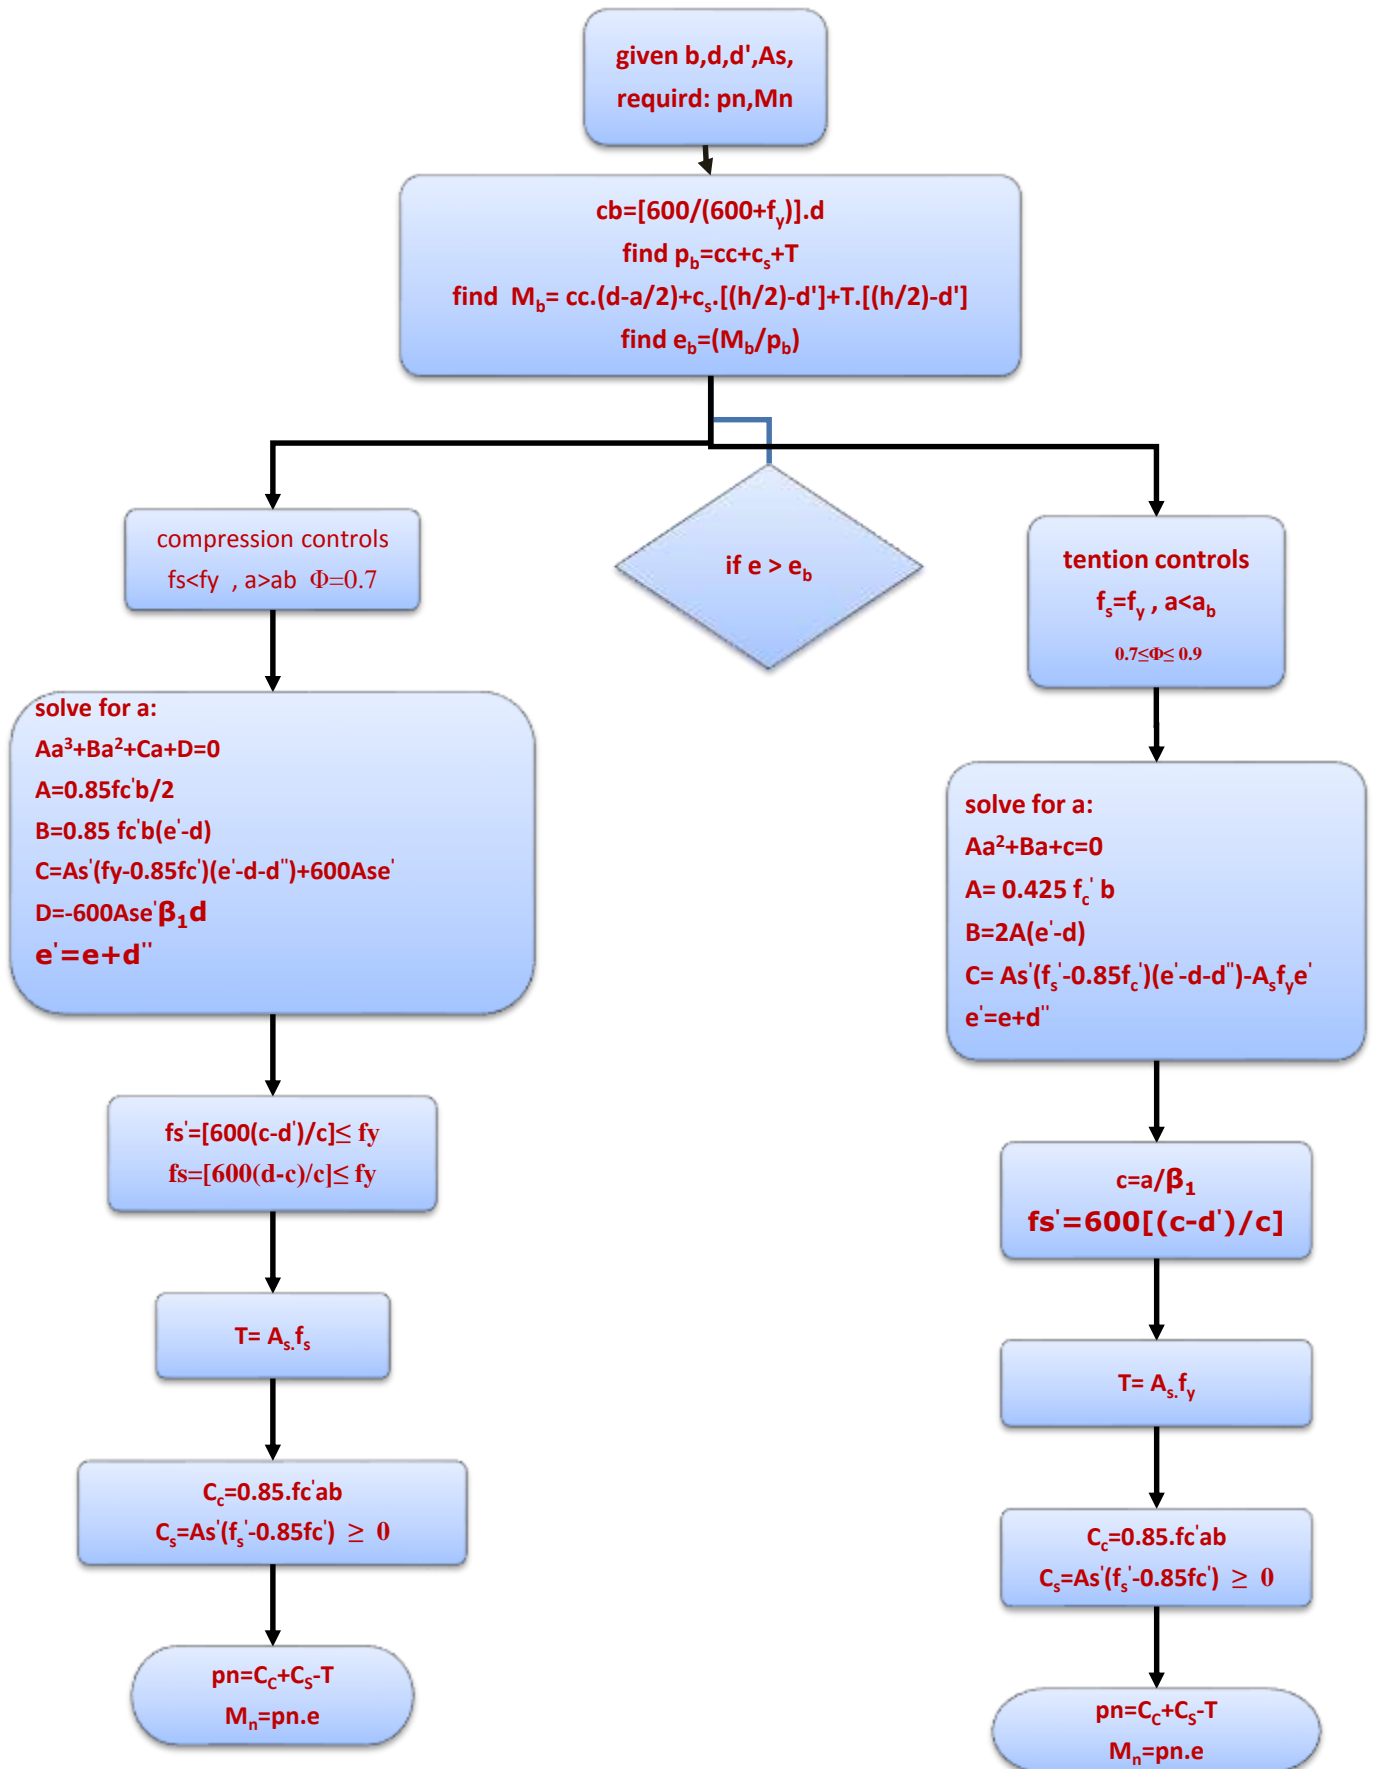 given b,d,d',As,
requird: pn,Mn
cb=[600/(600+fy)].d
find pb=cc+cs+T
find Mb= cc.(d-a/2)+cs.[(h/2)-d']+T.[(h/2)-d']
find eb=(Mb/pb)
compression controls
fs<fy , a>ab Φ=0.7
if e > eb
tention controls
fs=fy , a<ab
0.7≤Φ≤ 0.9
solve for a:
Aa³+Ba²+Ca+D=0
A=0.85fc'b/2
B=0.85 fc'b(e'-d)
C=As'(fy-0.85fc')(e'-d-d")+600Ase'
D=-600Ase'β₁d
e'=e+d"
solve for a:
Aa²+Ba+c=0
A= 0.425 fc' b
B=2A(e'-d)
C= As'(fs'-0.85fc')(e'-d-d")-Asfye'
e'=e+d"
fs'=[600(c-d')/c]≤ fy
fs=[600(d-c)/c]≤ fy
c=a/β₁
fs'=600[(c-d')/c]
T= As.fs
T= As.fy
Cc=0.85.fc'ab
Cs=As'(fs'-0.85fc') ≥ 0
Cc=0.85.fc'ab
Cs=As'(fs'-0.85fc') ≥ 0
pn=CC+CS-T
Mn=pn.e
pn=CC+CS-T
Mn=pn.e